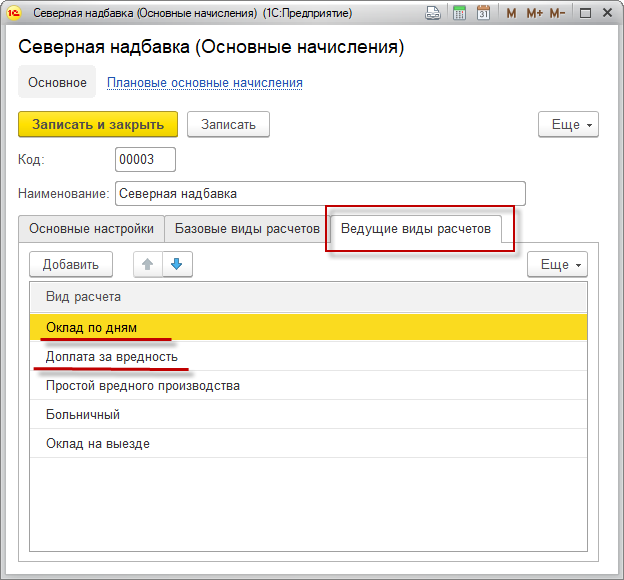 Северная надбавка (Основные начисления) (1С:Предприятие)
31 M M+ M-
Северная надбавка (Основные начисления)
Основное Плановые основные начисления
Записать и закрыть Записать Еще
Код: 00003
Наименование: Северная надбавка
Основные настройки Базовые виды расчетов Ведущие виды расчетов
Добавить Еще
Вид расчета
Оклад по дням
Доплата за вредность
Простой вредного производства
Больничный
Оклад на выезде